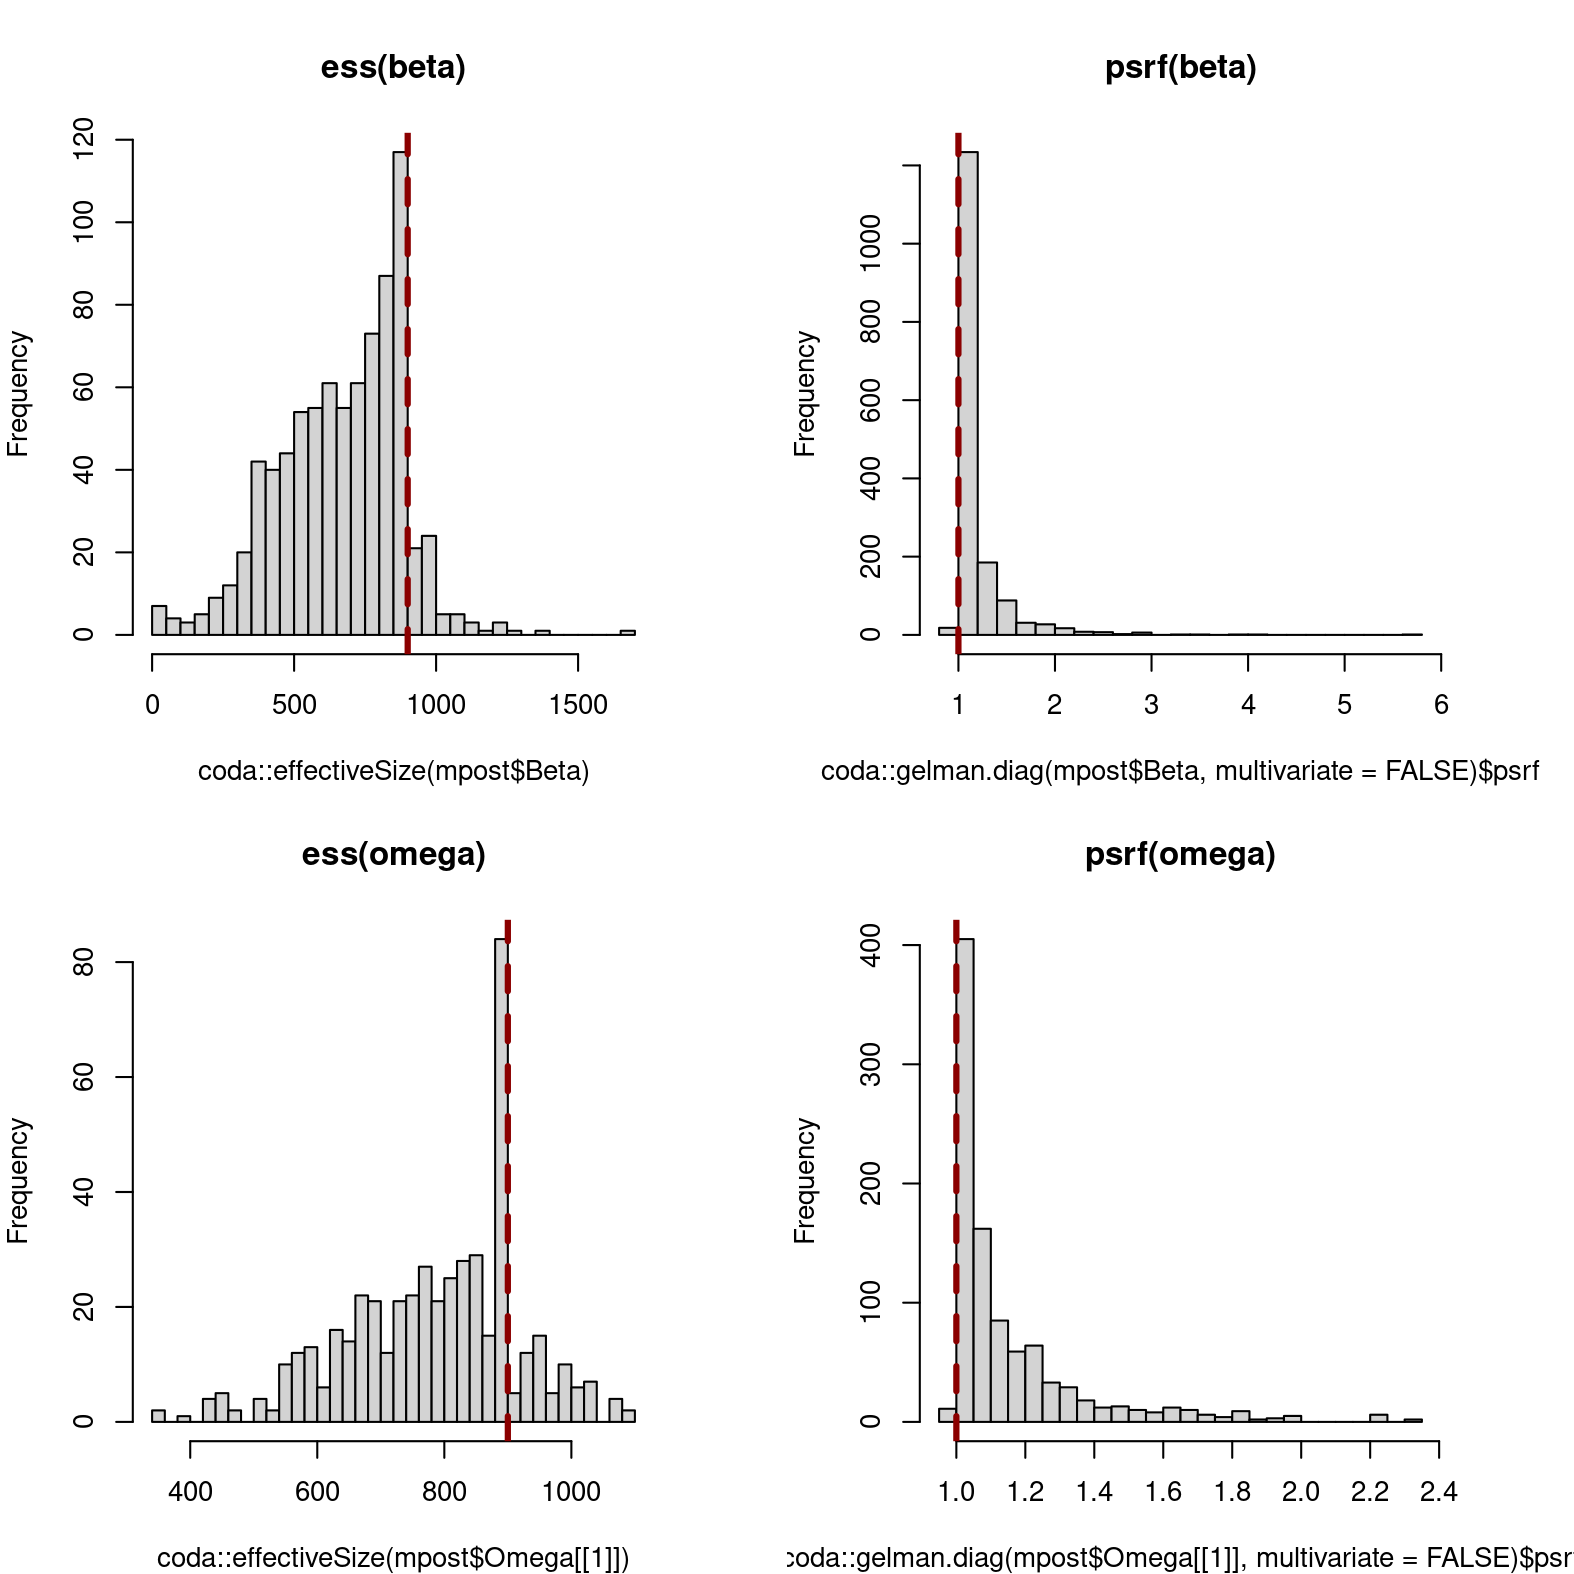 ess(beta)
Frequency
0 20 40 60 80 100 120
0 500 1000 1500
coda::effectiveSize(mpost$Beta)
psrf(beta)
Frequency
0 200 400 600 800 1000
1 2 3 4 5 6
coda::gelman.diag(mpost$Beta, multivariate = FALSE)$psrf
ess(omega)
Frequency
0 20 40 60 80
400 600 800 1000
coda::effectiveSize(mpost$Omega[[1]])
psrf(omega)
Frequency
0 100 200 300 400
1.0 1.2 1.4 1.6 1.8 2.0 2.2 2.4
coda::gelman.diag(mpost$Omega[[1]], multivariate = FALSE)$psr